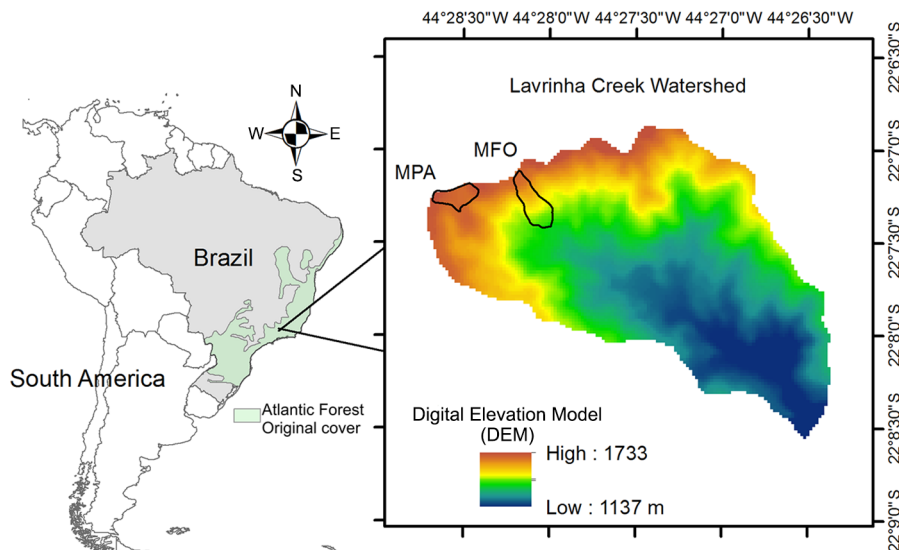 44°28'30"W 44°28'0"W 44°27'30"W 44°27'0"W 44°26'30"W
22°6'30"S
22°7'0"S
22°7'30"S
22°8'0"S
22°8'30"S
22°9'0"S
Lavrinha Creek Watershed
MPA
MFO
N
W E
S
Brazil
South America
Atlantic Forest
Original cover
Digital Elevation Model
(DEM)
High : 1733
Low : 1137 m